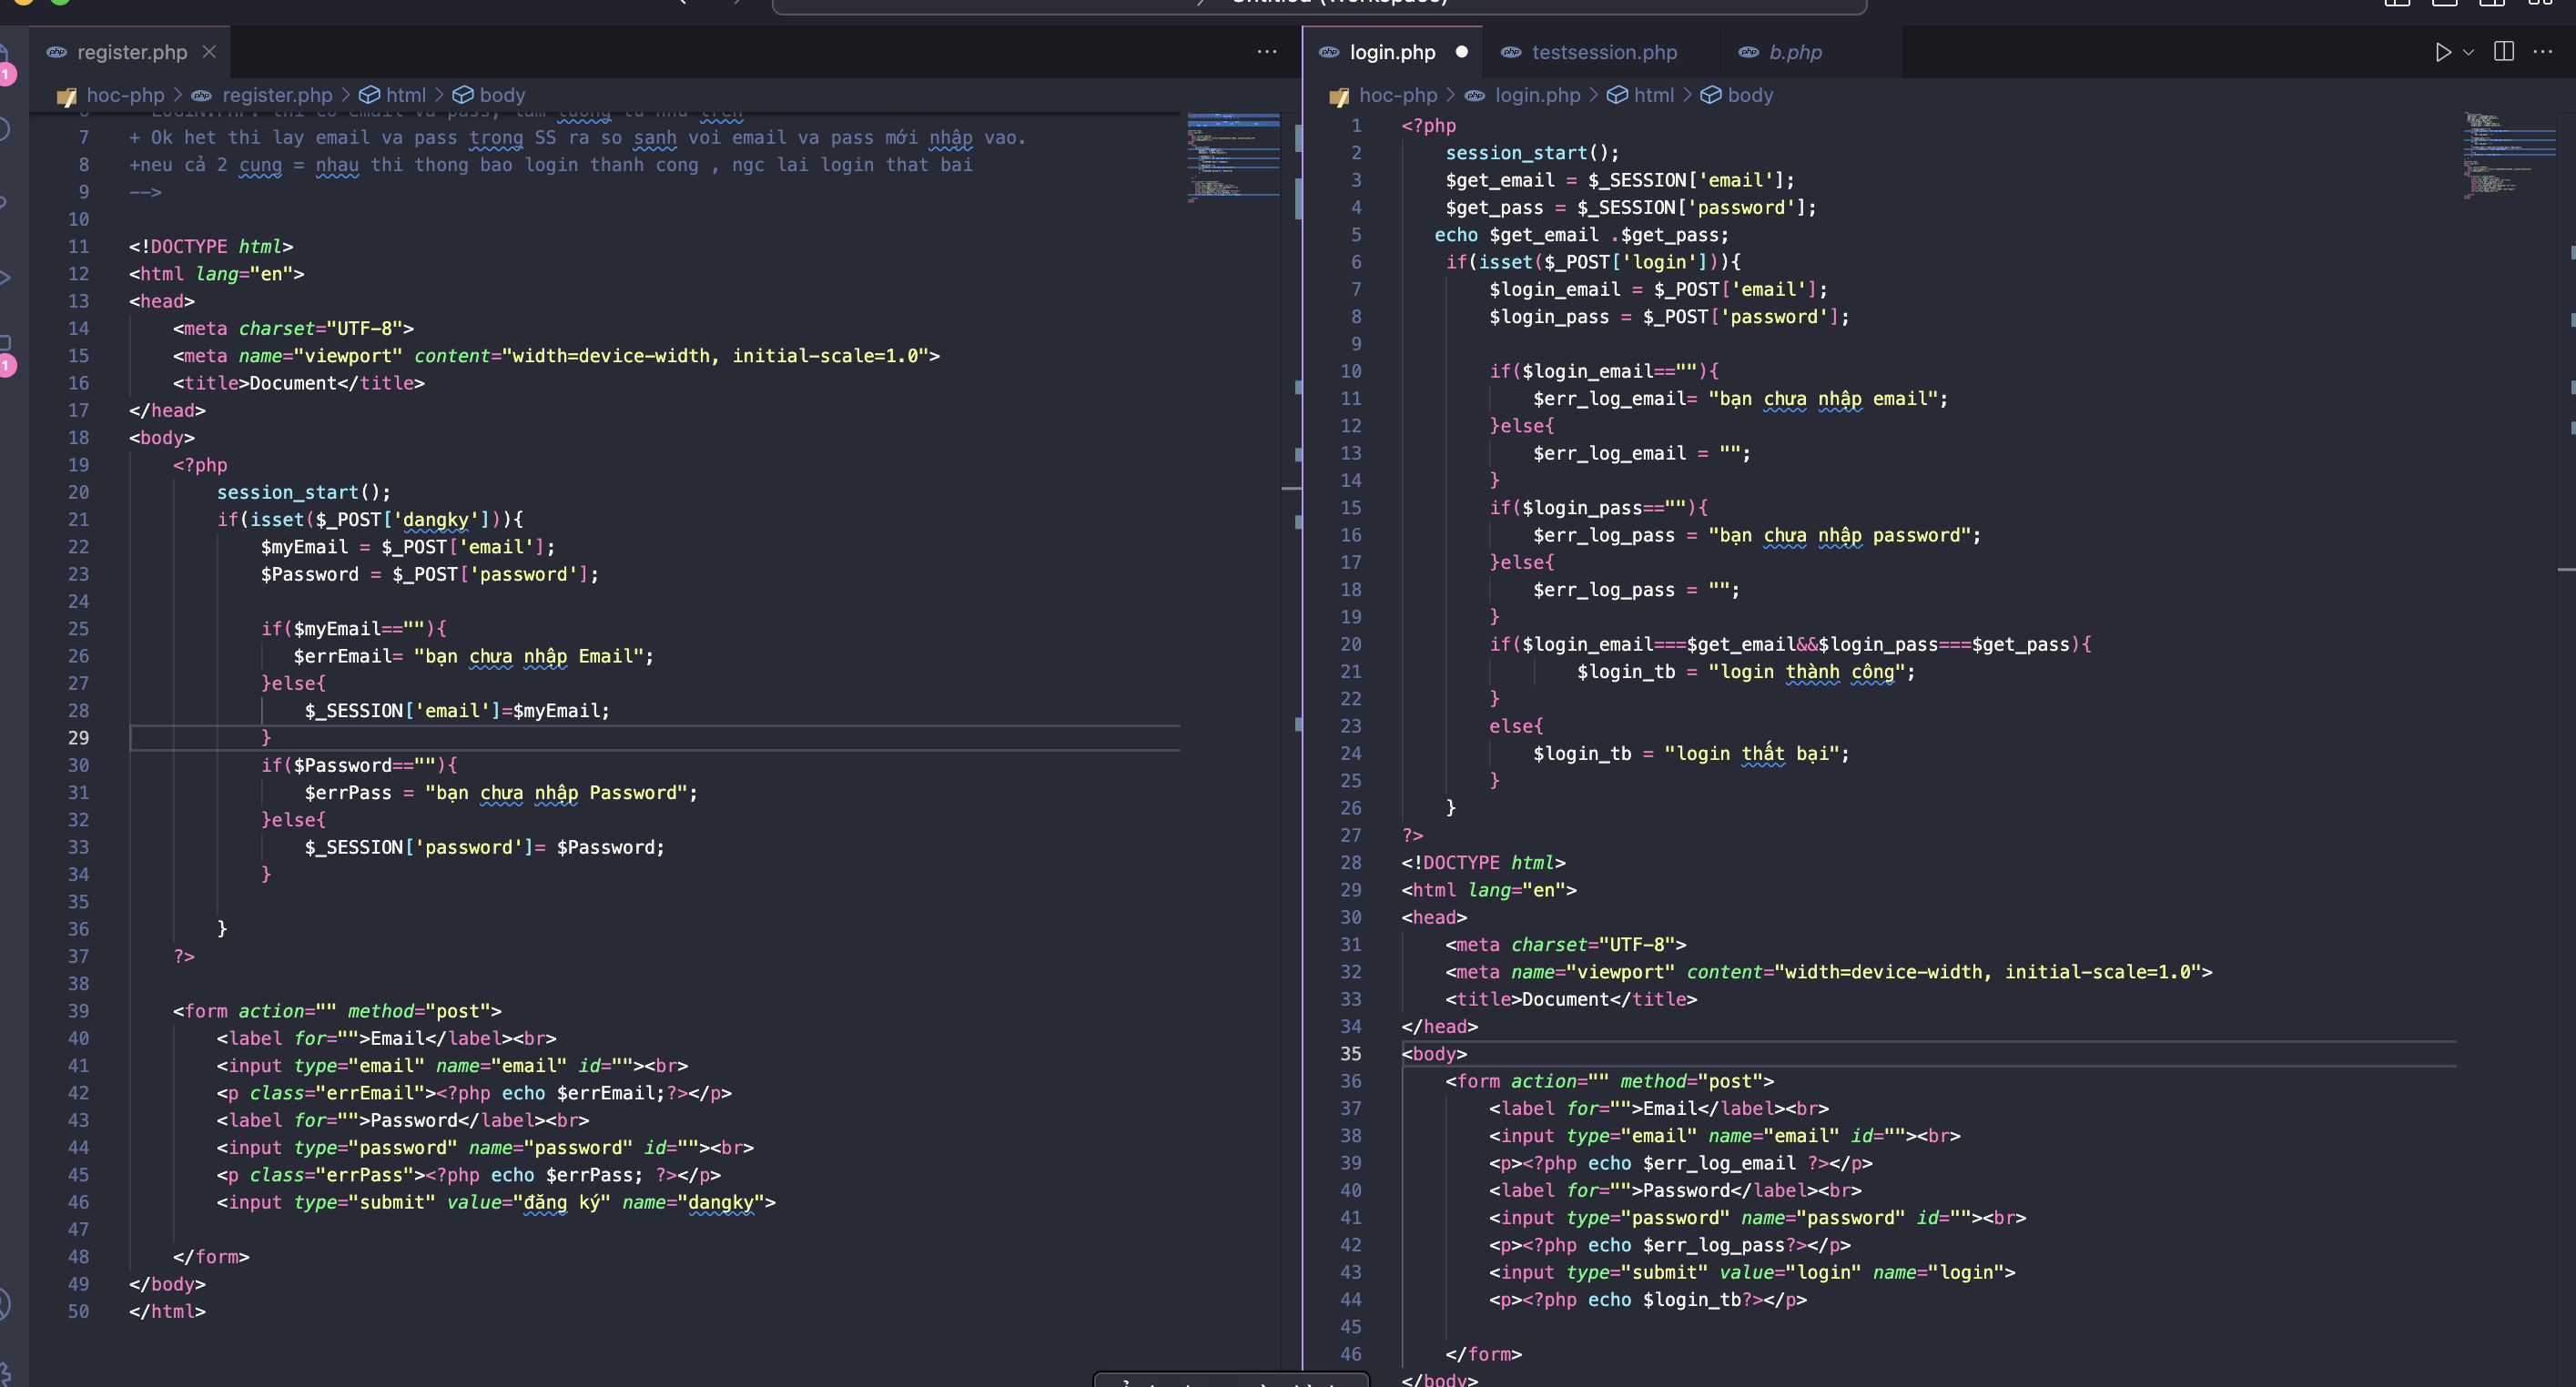 register.php
hoc-php > register.php > html > body
7 + Ok het thi lay email va pass trong SS ra so sanh voi email va pass mới nhập vao.
8 +neu cả 2 cung = nhau thi thong bao login thanh cong , ngc lai login that bai
9 -->
10
11 <!DOCTYPE html>
12 <html lang="en">
13 <head>
14 <meta charset="UTF-8">
15 <meta name="viewport" content="width=device-width, initial-scale=1.0">
16 <title>Document</title>
17 </head>
18 <body>
19 <?php
20 session_start();
21 if(isset($_POST['dangky'])){
22 $myEmail = $_POST['email'];
23 $Password = $_POST['password'];
24
25 if($myEmail==""){
26 $errEmail= "bạn chưa nhập Email";
27 }else{
28 $_SESSION['email']=$myEmail;
29 }
30 if($Password==""){
31 $errPass = "bạn chưa nhập Password";
32 }else{
33 $_SESSION['password']= $Password;
34 }
35
36 }
37 ?>
38
39 <form action="" method="post">
40 <label for="">Email</label><br>
41 <input type="email" name="email" id=""><br>
42 <p class="errEmail"><?php echo $errEmail;?></p>
43 <label for="">Password</label><br>
44 <input type="password" name="password" id=""><br>
45 <p class="errPass"><?php echo $errPass; ?></p>
46 <input type="submit" value="đăng ký" name="dangky">
47
48 </form>
49 </body>
50 </html>
login.php testsession.php b.php
hoc-php > login.php > html > body
1 <?php
2 session_start();
3 $get_email = $_SESSION['email'];
4 $get_pass = $_SESSION['password'];
5 echo $get_email .$get_pass;
6 if(isset($_POST['login'])){
7 $login_email = $_POST['email'];
8 $login_pass = $_POST['password'];
9
10 if($login_email==""){
11 $err_log_email= "bạn chưa nhập email";
12 }else{
13 $err_log_email = "";
14 }
15 if($login_pass==""){
16 $err_log_pass = "bạn chưa nhập password";
17 }else{
18 $err_log_pass = "";
19 }
20 if($login_email===$get_email&&$login_pass===$get_pass){
21 $login_tb = "login thành công";
22 }
23 else{
24 $login_tb = "login thất bại";
25 }
26 }
27 ?>
28 <!DOCTYPE html>
29 <html lang="en">
30 <head>
31 <meta charset="UTF-8">
32 <meta name="viewport" content="width=device-width, initial-scale=1.0">
33 <title>Document</title>
34 </head>
35 <body>
36 <form action="" method="post">
37 <label for="">Email</label><br>
38 <input type="email" name="email" id=""><br>
39 <p><?php echo $err_log_email ?></p>
40 <label for="">Password</label><br>
41 <input type="password" name="password" id=""><br>
42 <p><?php echo $err_log_pass?></p>
43 <input type="submit" value="login" name="login">
44 <p><?php echo $login_tb?></p>
45
46 </form>
</body>